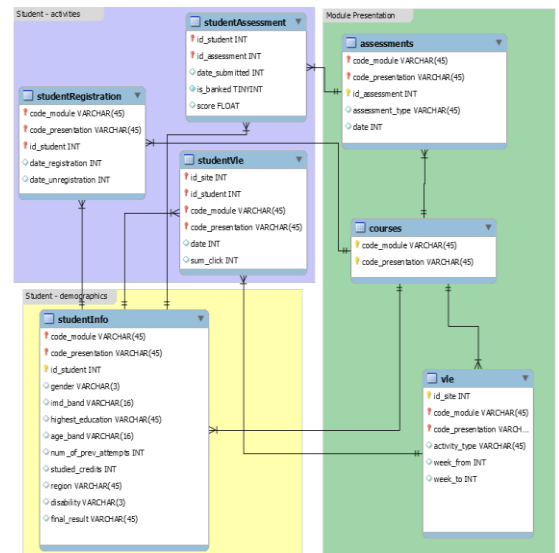 Student - activities
studentAssessment
id_student INT
id_assessment INT
date_submitted INT
is_banked TINYINT
score FLOAT
studentRegistration
code_module VARCHAR(45)
code_presentation VARCHAR(45)
id_student INT
date_registration INT
date_unregistration INT
studentVle
id_site INT
id_student INT
code_module VARCHAR(45)
code_presentation VARCHAR(45)
date INT
sum_click INT
Student - demographics
studentInfo
code_module VARCHAR(45)
code_presentation VARCHAR(45)
id_student INT
gender VARCHAR(3)
imd_band VARCHAR(16)
highest_education VARCHAR(45)
age_band VARCHAR(16)
num_of_prev_attempts INT
studied_credits INT
region VARCHAR(45)
disability VARCHAR(3)
final_result VARCHAR(45)
Module Presentation
assessments
code_module VARCHAR(45)
code_presentation VARCHAR(45)
id_assessment INT
assessment_type VARCHAR(45)
date INT
courses
code_module VARCHAR(45)
code_presentation VARCHAR(45)
vle
id_site INT
code_module VARCHAR(45)
code_presentation VARCH...
activity_type VARCHAR(45)
week_from INT
week_to INT